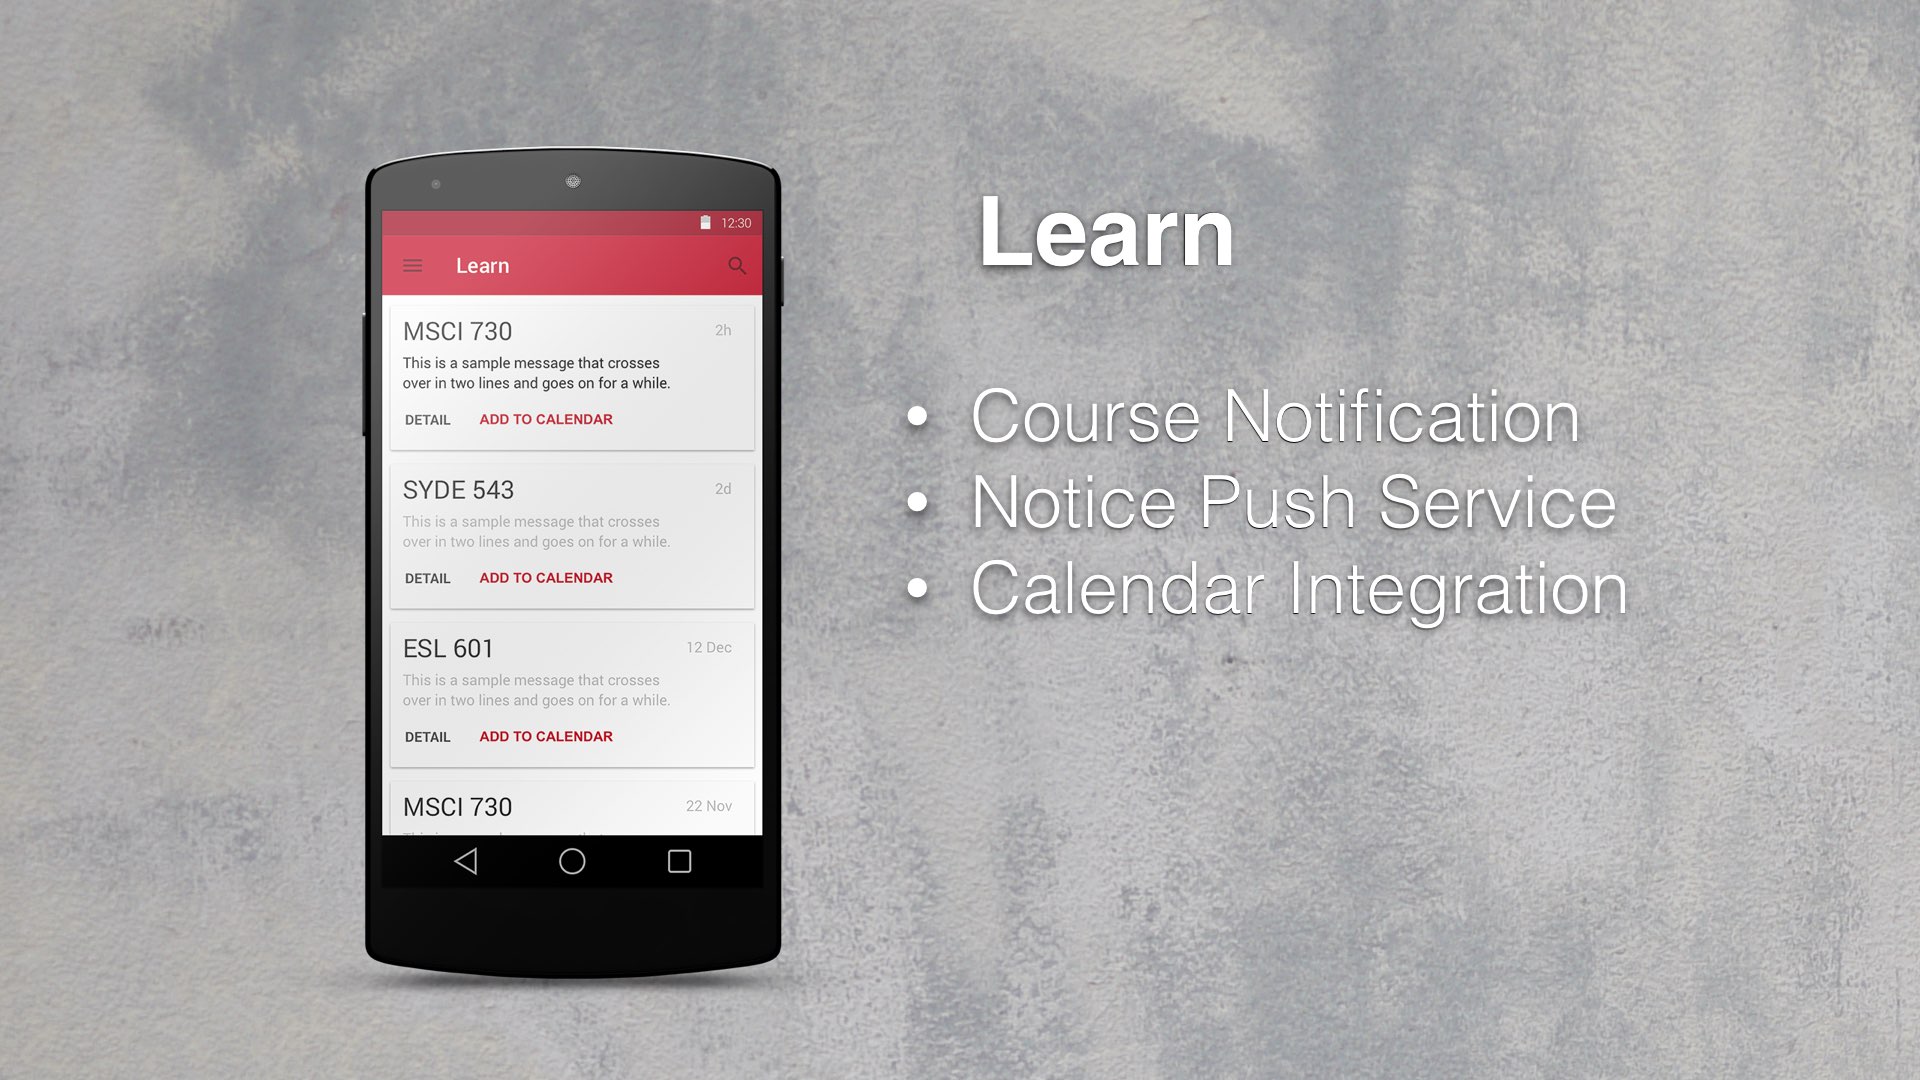 12:30
Learn
MSCI 730
2h
This is a sample message that crosses
over in two lines and goes on for a while.
DETAIL ADD TO CALENDAR
SYDE 543
2d
This is a sample message that crosses
over in two lines and goes on for a while.
DETAIL ADD TO CALENDAR
ESL 601
12 Dec
This is a sample message that crosses
over in two lines and goes on for a while.
DETAIL ADD TO CALENDAR
MSCI 730
22 Nov
Learn
• Course Notification
• Notice Push Service
• Calendar Integration